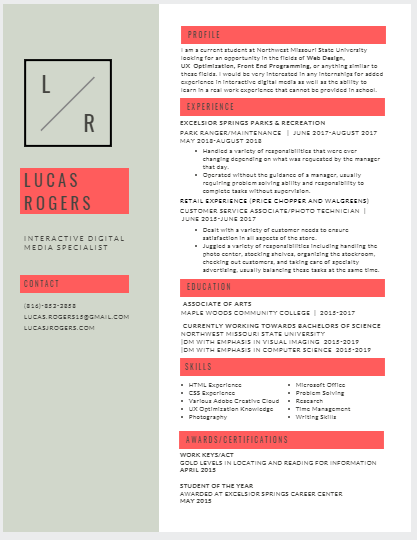 L
R
LUCAS
ROGERS
INTERACTIVE DIGITAL
MEDIA SPECIALIST
CONTACT
(816)-852-3858
LUCAS.ROGERS15@GMAIL.COM
LUCASJROGERS.COM
PROFILE
I am a current student at Northwest Missouri State University
looking for an opportunity in the fields of Web Design,
UX Optimization, Front End Programming, or anything similar to
these fields. I would be very interested in any internships for added
experience in interactive digital media as well as the ability to
learn in a real work experience that cannot be provided in school.
EXPERIENCE
EXCELSIOR SPRINGS PARKS & RECREATION
PARK RANGER/MAINTENANCE | JUNE 2017-AUGUST 2017
MAY 2018-AUGUST 2018
• Handled a variety of responsibilities that were ever
changing depending on what was requested by the manager
that day.
• Operated without the guidance of a manager, usually
requiring problem solving ability and responsibility to
complete tasks without supervision.
RETAIL EXPERIENCE (PRICE CHOPPER AND WALGREENS)
CUSTOMER SERVICE ASSOCIATE/PHOTO TECHNICIAN |
JUNE 2015-JUNE 2017
• Dealt with a variety of customer needs to ensure
satisfaction in all aspects of the store.
• Juggled a variety of responsibilities including handling the
photo center, stocking shelves, organizing the stockroom,
checking out customers, and taking care of specialty
advertising, usually balancing these tasks at the same time.
EDUCATION
ASSOCIATE OF ARTS
MAPLE WOODS COMMUNITY COLLEGE | 2015-2017
CURRENTLY WORKING TOWARDS BACHELORS OF SCIENCE
NORTHWEST MISSOURI STATE UNIVERSITY
IDM WITH EMPHASIS IN VISUAL IMAGING 2019-2019
IDM WITH EMPHASIS IN COMPUTER SCIENCE 2018-2019
SKILLS
• HTML Experience
• CSS Experience
• Various Adobe Creative Cloud
• UX Optimization Knowledge
• Photography
• Microsoft Office
• Problem Solving
• Research
• Time Management
• Writing Skills
AWARDS/CERTIFICATIONS
WORK KEYS/ACT
GOLD LEVELS IN LOCATING AND READING FOR INFORMATION
APRIL 2015
STUDENT OF THE YEAR
AWARDED AT EXCELSIOR SPRINGS CAREER CENTER
MAY 2015